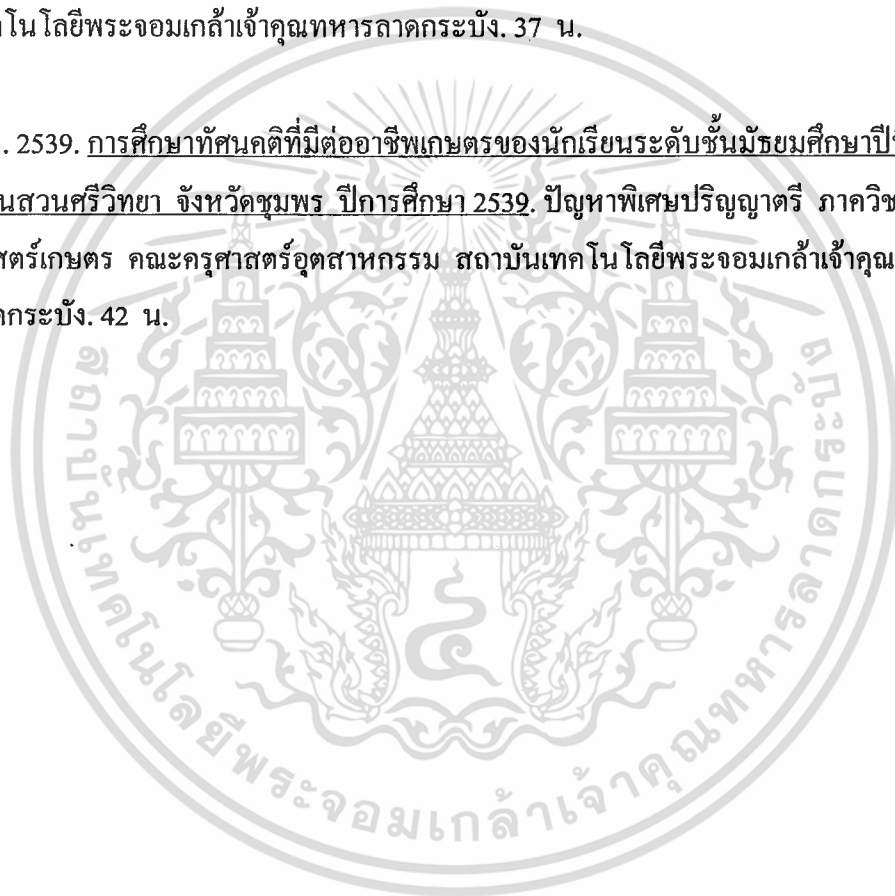 โนโลยีพระจอมเกล้าเจ้าคุณทหารลาดกระบัง. 37 น.
. 2539. การศึกษาทัศนคติที่มีต่ออาชีพเกษตรของนักเรียนระดับชั้นมัธยมศึกษาปี
นสวนศรีวิทยา จังหวัดชุมพร ปีการศึกษา 2539. ปัญหาพิเศษปริญญาตรี ภาควิช
สตร์เกษตร คณะครุศาสตร์อุตสาหกรรม สถาบันเทคโนโลยีพระจอมเกล้าเจ้าคุณ
กระบัง. 42 น.
สถาบันเทคโนโลยีพระจอมเกล้าเจ้าคุณทหารลาดกระบัง